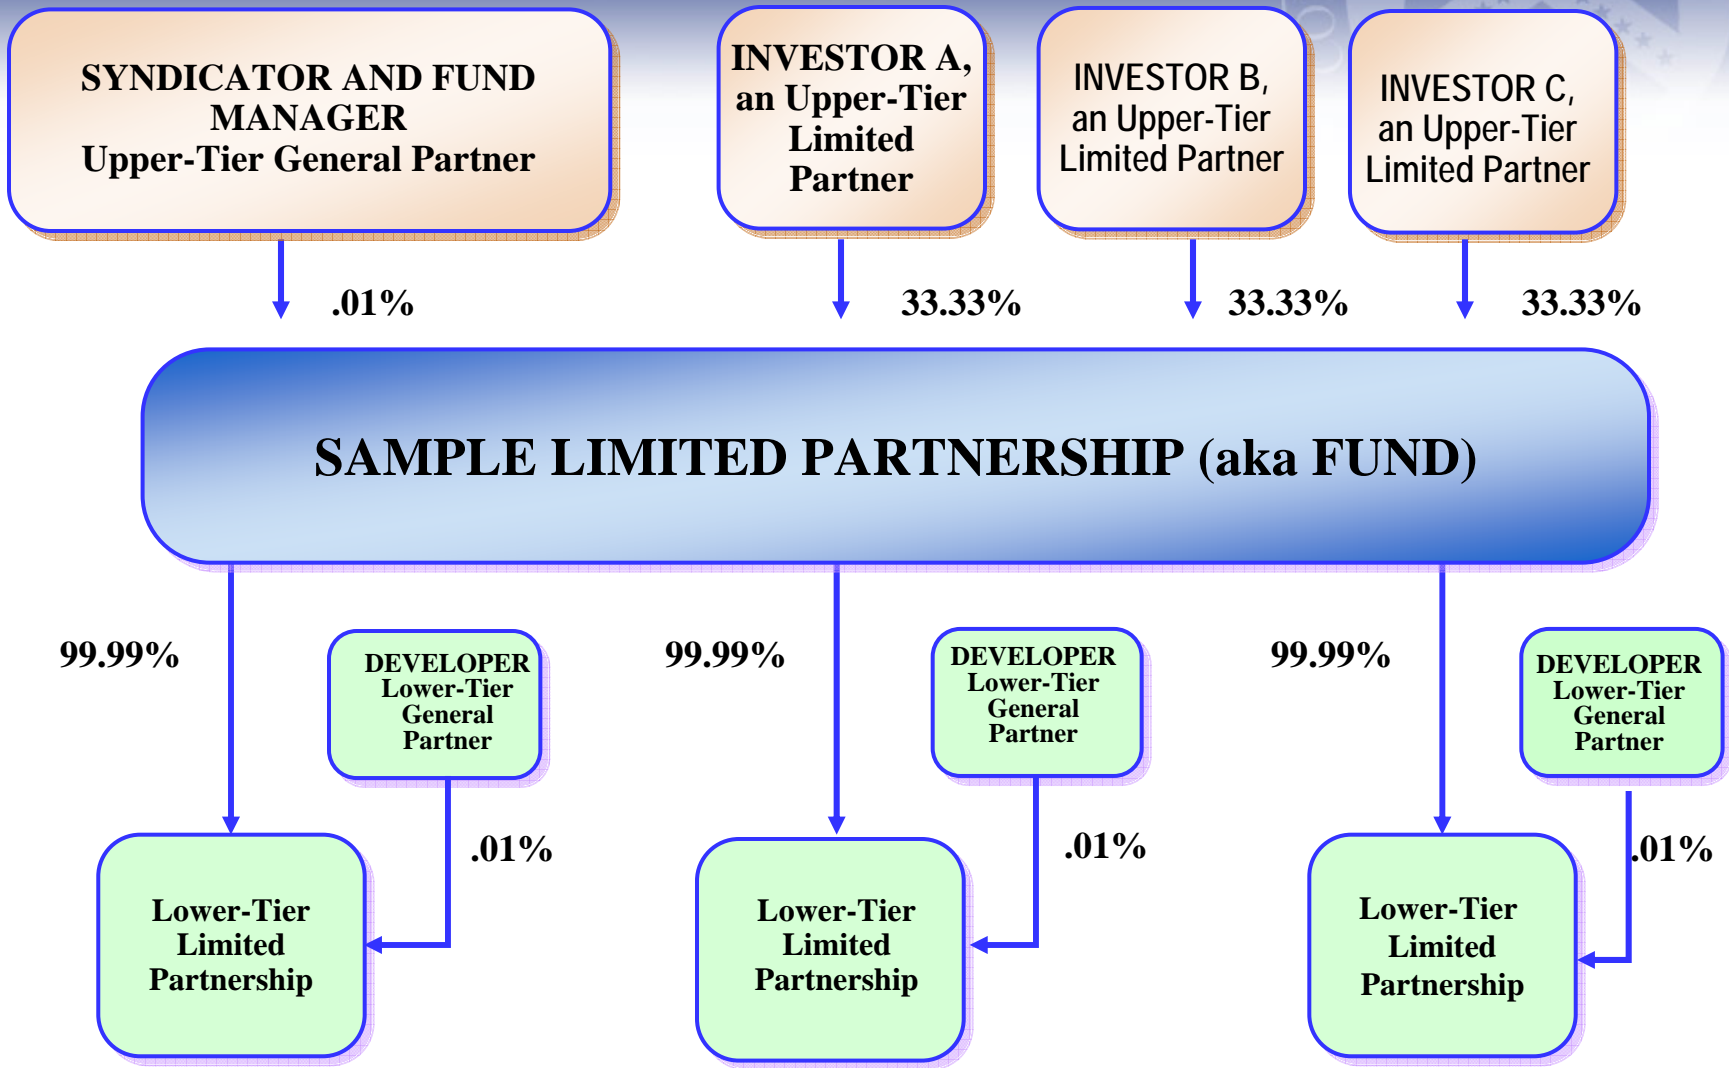 SYNDICATOR AND FUND
MANAGER
Upper-Tier General Partner
INVESTOR A,
an Upper-Tier
Limited
Partner
INVESTOR B,
an Upper-Tier
Limited Partner
INVESTOR C,
an Upper-Tier
Limited Partner
.01%
33.33%
33.33%
33.33%
SAMPLE LIMITED PARTNERSHIP (aka FUND)
99.99%
DEVELOPER
Lower-Tier
General
Partner
99.99%
DEVELOPER
Lower-Tier
General
Partner
99.99%
DEVELOPER
Lower-Tier
General
Partner
.01%
.01%
.01%
Lower-Tier
Limited
Partnership
Lower-Tier
Limited
Partnership
Lower-Tier
Limited
Partnership